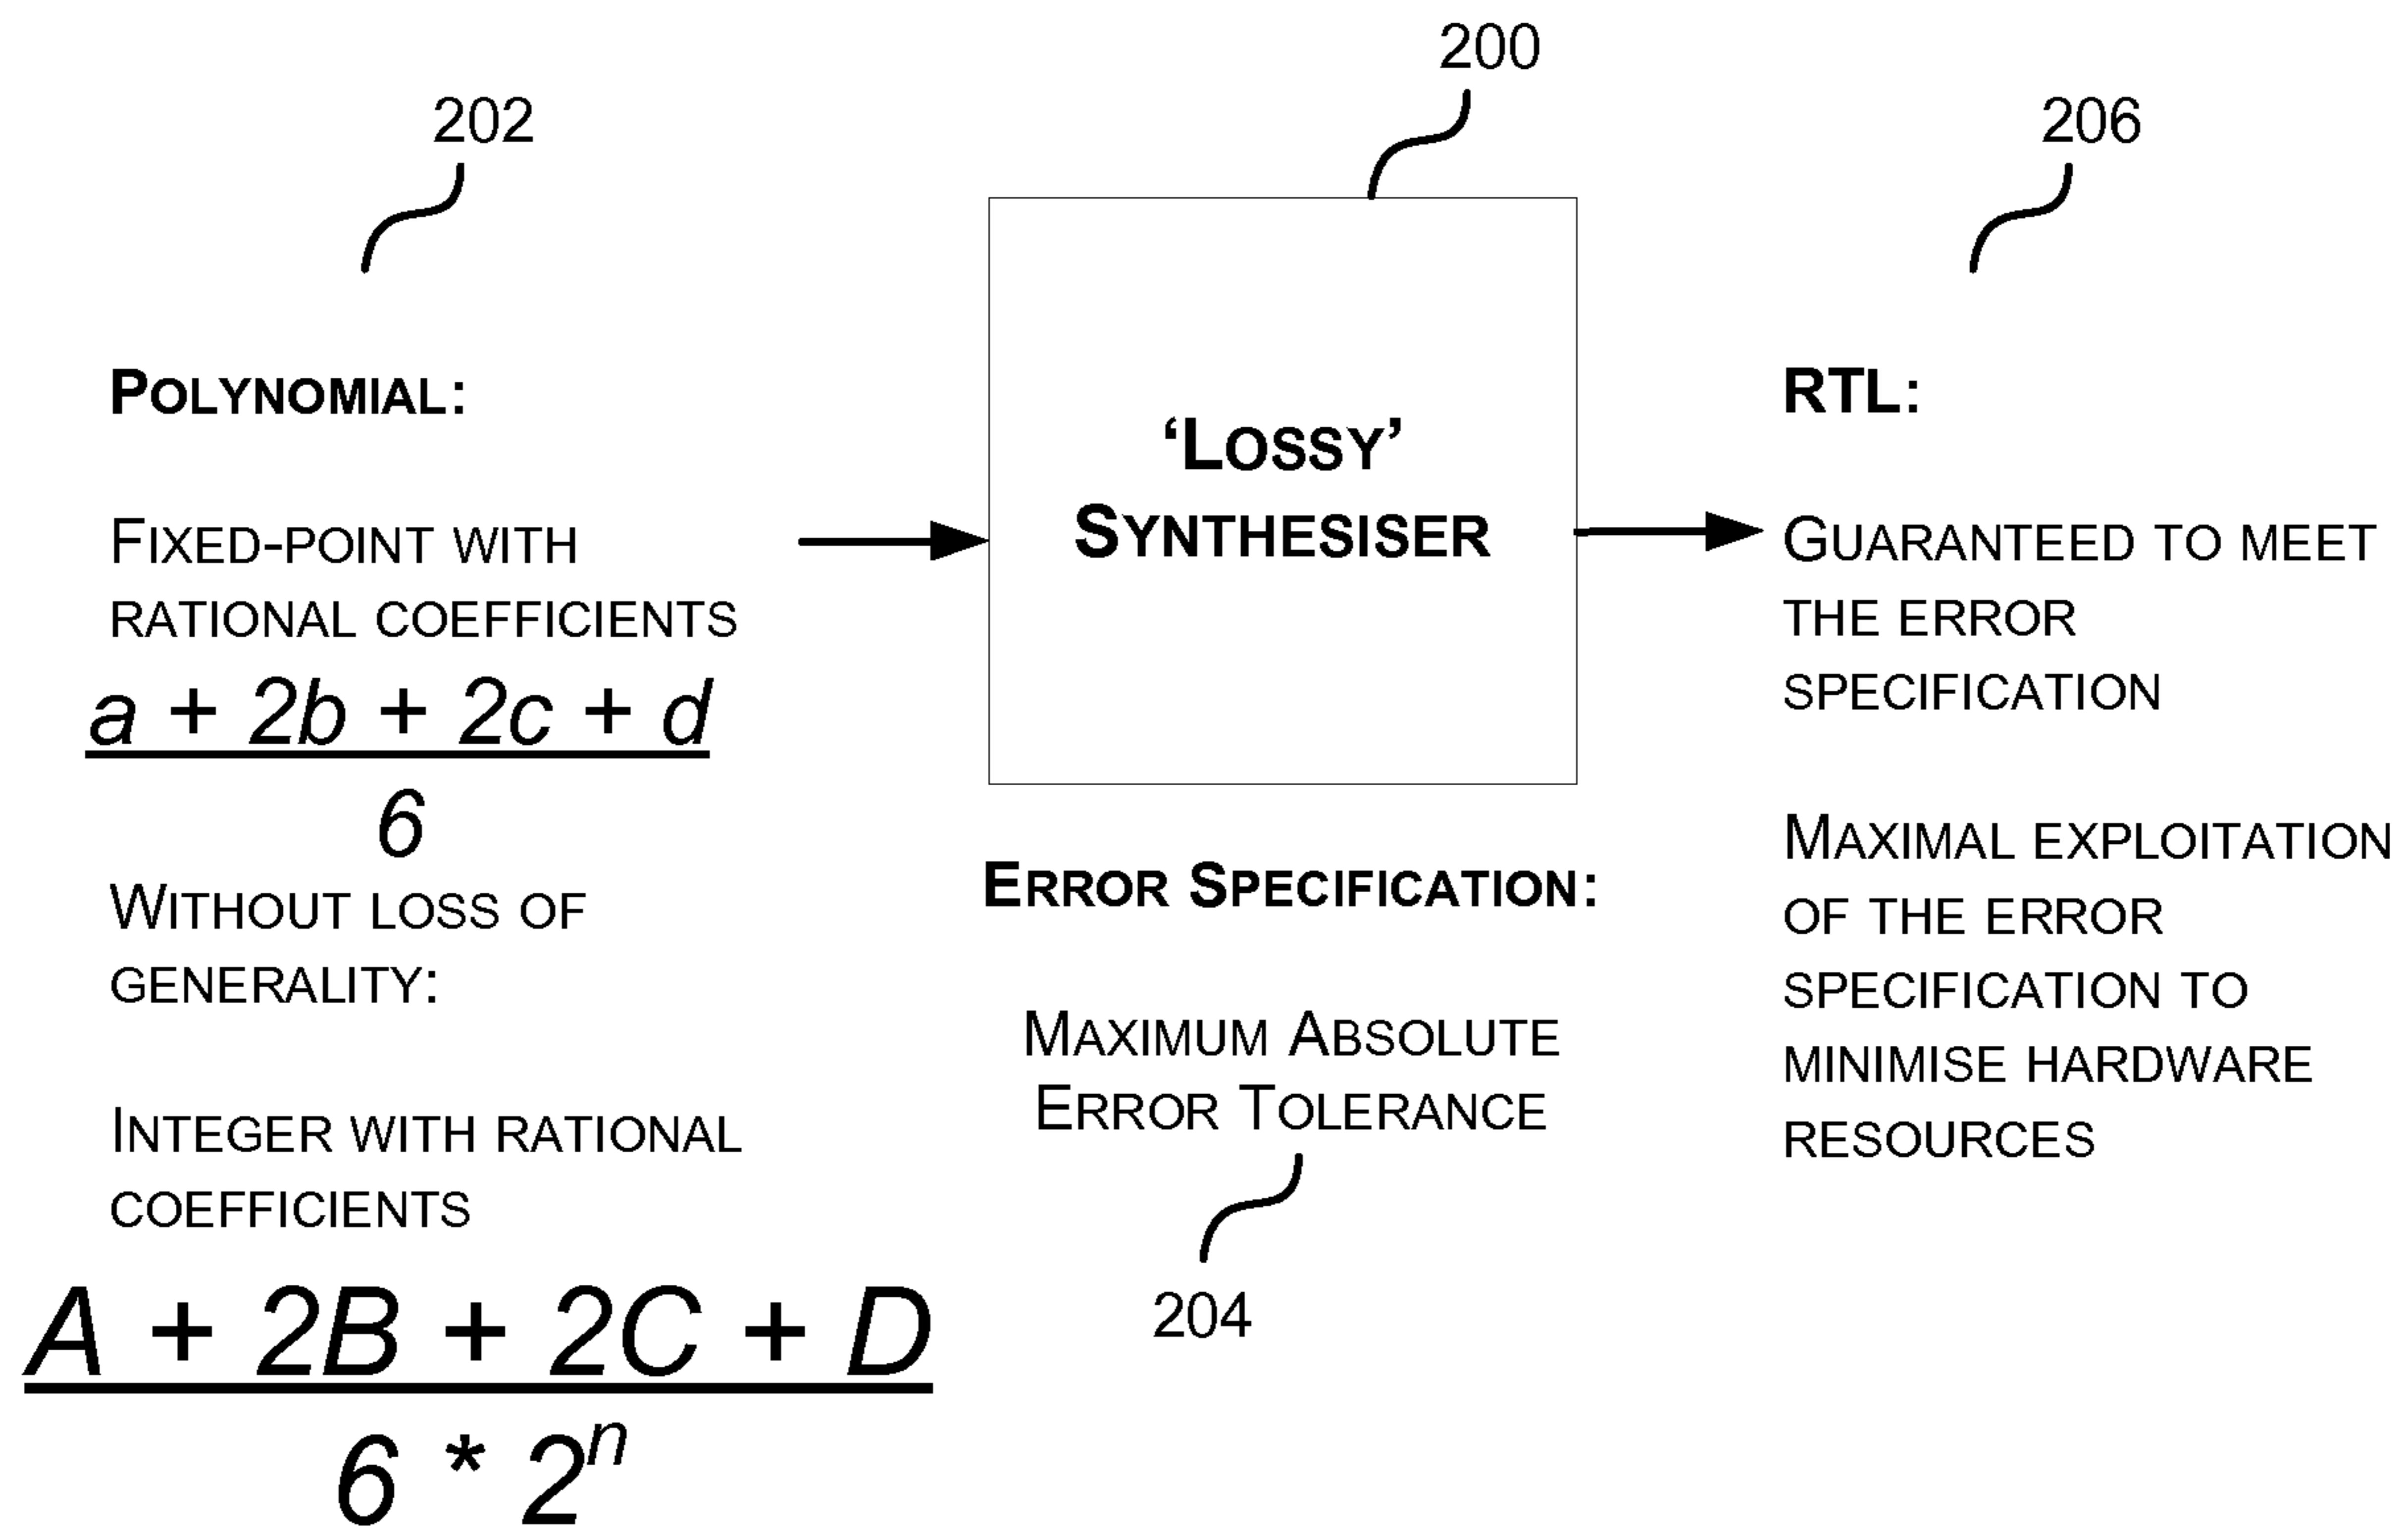 200
202
206
POLYNOMIAL:
FIXED-POINT WITH
RATIONAL COEFFICIENTS
a + 2b + 2c + d
6
WITHOUT LOSS OF
GENERALITY:
INTEGER WITH RATIONAL
COEFFICIENTS
A + 2B + 2C + D
6 * 2ⁿ
‘LOSSY’
SYNTHESISER
ERROR SPECIFICATION:
MAXIMUM ABSOLUTE
ERROR TOLERANCE
204
RTL:
GUARANTEED TO MEET
THE ERROR
SPECIFICATION
MAXIMAL EXPLOITATION
OF THE ERROR
SPECIFICATION TO
MINIMISE HARDWARE
RESOURCES